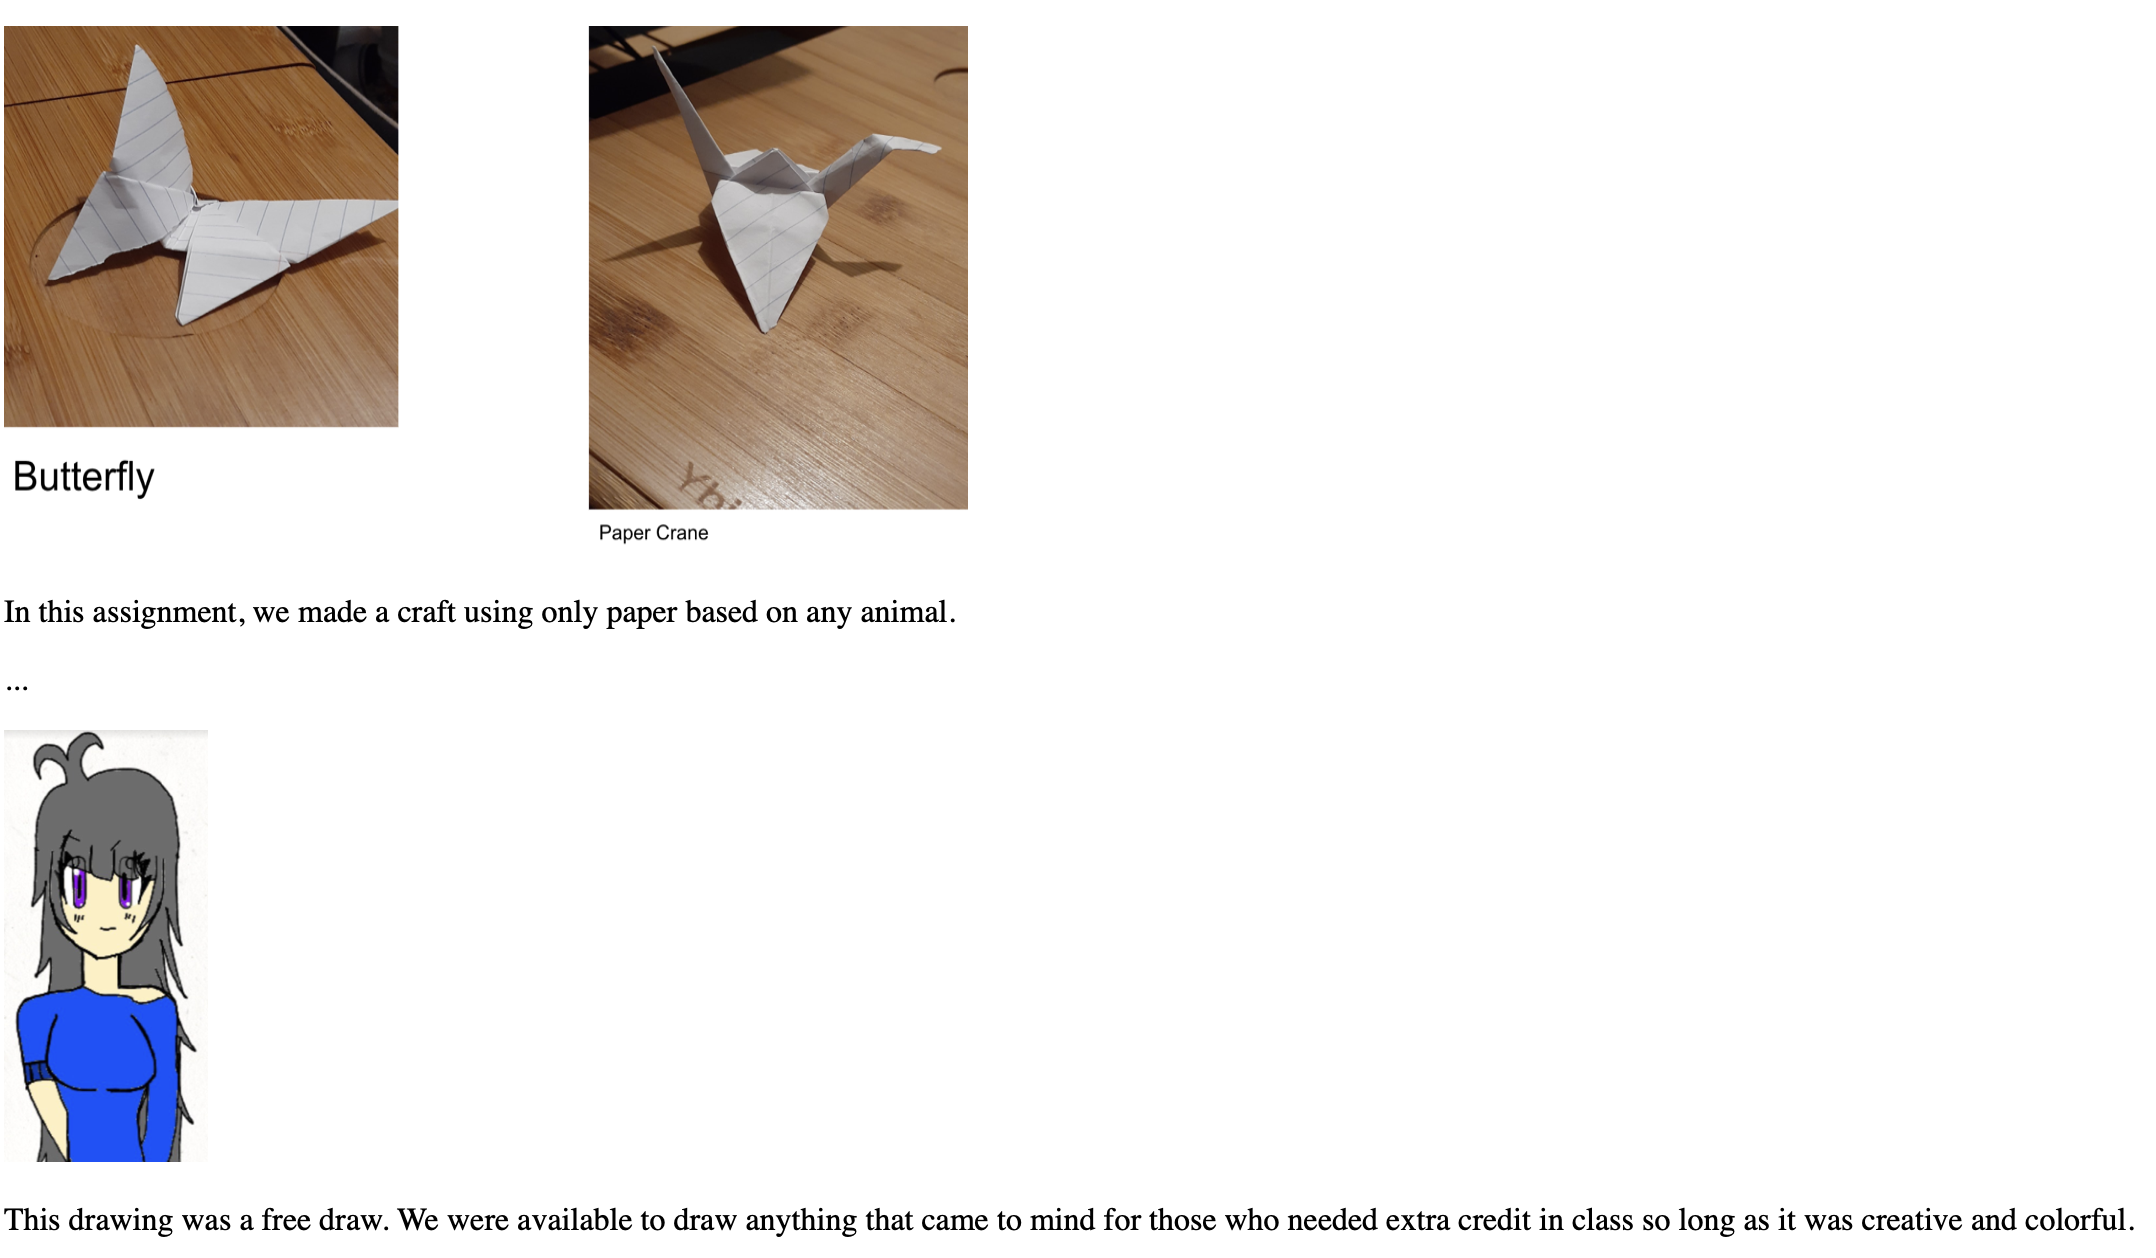 Ybi
Butterfly
Paper Crane
In this assignment, we made a craft using only paper based on any animal.
...
This drawing was a free draw. We were available to draw anything that came to mind for those who needed extra credit in class so long as it was creative and colorful.